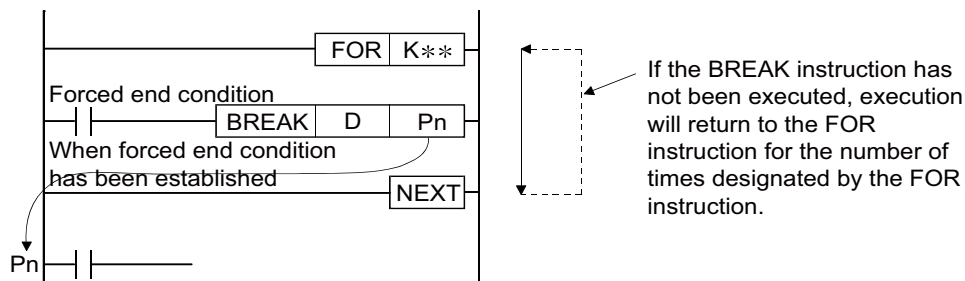 FOR K**
Forced end condition
BREAK D Pn
When forced end condition
has been established
NEXT
Pn
If the BREAK instruction has
not been executed, execution
will return to the FOR
instruction for the number of
times designated by the FOR
instruction.